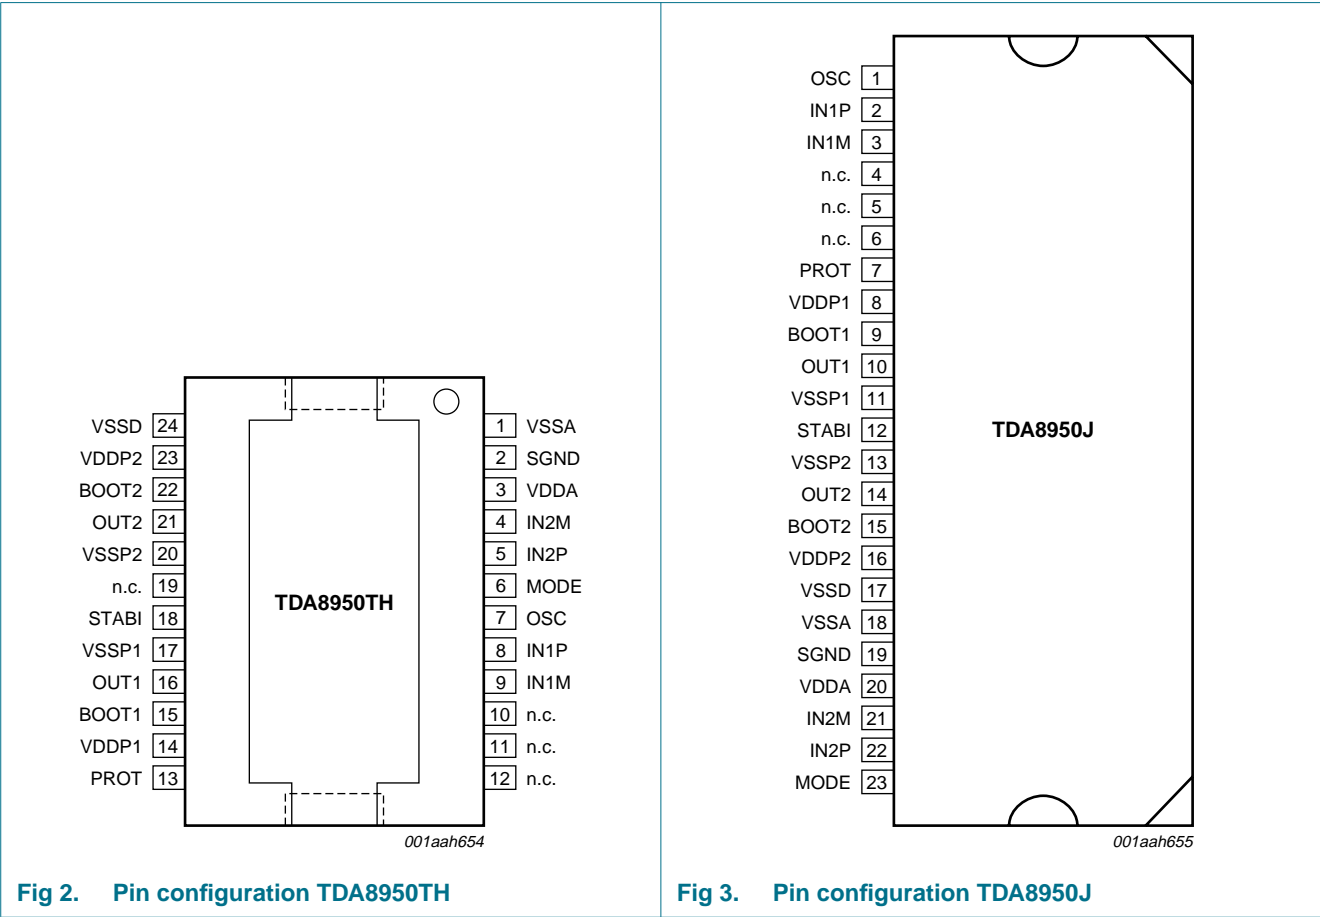 VSSD 24
VDDP2 23
BOOT2 22
OUT2 21
VSSP2 20
n.c. 19
STABI 18
VSSP1 17
OUT1 16
BOOT1 15
VDDP1 14
PROT 13
TDA8950TH
1 VSSA
2 SGND
3 VDDA
4 IN2M
5 IN2P
6 MODE
7 OSC
8 IN1P
9 IN1M
10 n.c.
11 n.c.
12 n.c.
001aah654
Fig 2. Pin configuration TDA8950TH
OSC 1
IN1P 2
IN1M 3
n.c. 4
n.c. 5
n.c. 6
PROT 7
VDDP1 8
BOOT1 9
OUT1 10
VSSP1 11
STABI 12
VSSP2 13
OUT2 14
BOOT2 15
VDDP2 16
VSSD 17
VSSA 18
SGND 19
VDDA 20
IN2M 21
IN2P 22
MODE 23
TDA8950J
001aah655
Fig 3. Pin configuration TDA8950J